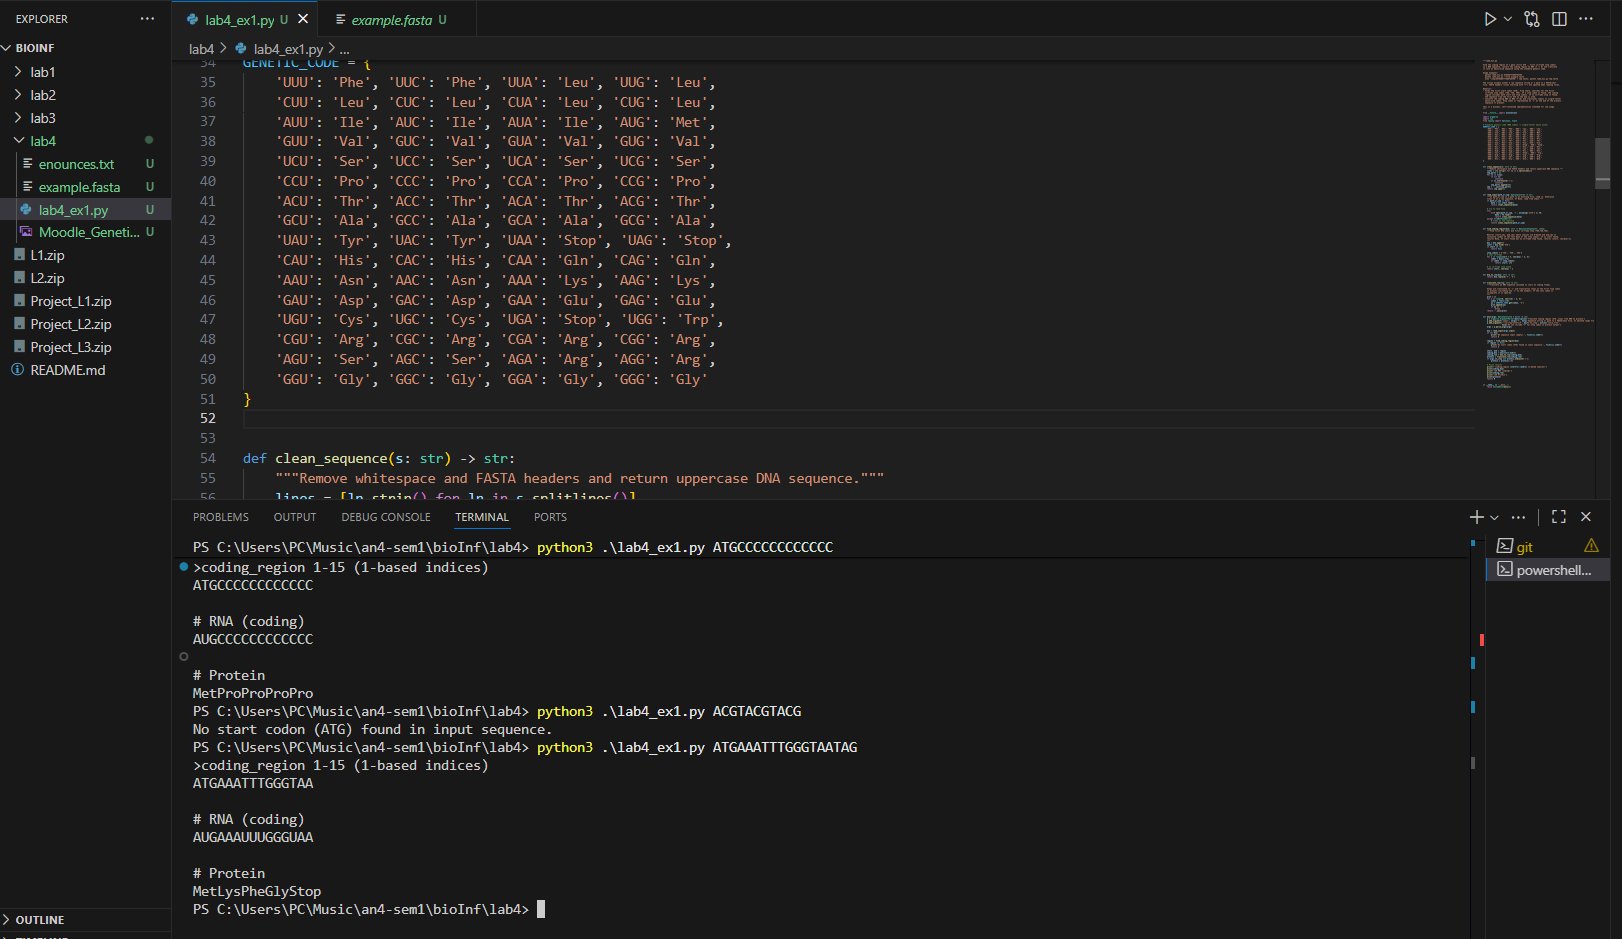 EXPLORER
BIOINF
lab1
lab2
lab3
lab4
enounces.txt U
example.fasta U
lab4_ex1.py U
Moodle_Geneti... U
L1.zip
L2.zip
Project_L1.zip
Project_L2.zip
Project_L3.zip
README.md
OUTLINE
TIMELINE
lab4_ex1.py U
example.fasta U
lab4 > lab4_ex1.py > ...
34 GENETIC_CODE = {
35 'UUU': 'Phe', 'UUC': 'Phe', 'UUA': 'Leu', 'UUG': 'Leu',
36 'CUU': 'Leu', 'CUC': 'Leu', 'CUA': 'Leu', 'CUG': 'Leu',
37 'AUU': 'Ile', 'AUC': 'Ile', 'AUA': 'Ile', 'AUG': 'Met',
38 'GUU': 'Val', 'GUC': 'Val', 'GUA': 'Val', 'GUG': 'Val',
39 'UCU': 'Ser', 'UCC': 'Ser', 'UCA': 'Ser', 'UCG': 'Ser',
40 'CCU': 'Pro', 'CCC': 'Pro', 'CCA': 'Pro', 'CCG': 'Pro',
41 'ACU': 'Thr', 'ACC': 'Thr', 'ACA': 'Thr', 'ACG': 'Thr',
42 'GCU': 'Ala', 'GCC': 'Ala', 'GCA': 'Ala', 'GCG': 'Ala',
43 'UAU': 'Tyr', 'UAC': 'Tyr', 'UAA': 'Stop', 'UAG': 'Stop',
44 'CAU': 'His', 'CAC': 'His', 'CAA': 'Gln', 'CAG': 'Gln',
45 'AAU': 'Asn', 'AAC': 'Asn', 'AAA': 'Lys', 'AAG': 'Lys',
46 'GAU': 'Asp', 'GAC': 'Asp', 'GAA': 'Glu', 'GAG': 'Glu',
47 'UGU': 'Cys', 'UGC': 'Cys', 'UGA': 'Stop', 'UGG': 'Trp',
48 'CGU': 'Arg', 'CGC': 'Arg', 'CGA': 'Arg', 'CGG': 'Arg',
49 'AGU': 'Ser', 'AGC': 'Ser', 'AGA': 'Arg', 'AGG': 'Arg',
50 'GGU': 'Gly', 'GGC': 'Gly', 'GGA': 'Gly', 'GGG': 'Gly'
51 }
52
53
54 def clean_sequence(s: str) -> str:
55 """Remove whitespace and FASTA headers and return uppercase DNA sequence."""
56 lines = [ln.strip() for ln in s.splitlines()]
PROBLEMS OUTPUT DEBUG CONSOLE TERMINAL PORTS
PS C:\Users\PC\Music\an4-sem1\bioInf\lab4> python3 .\lab4_ex1.py ATGCCCCCCCCCCCC
>coding_region 1-15 (1-based indices)
ATGCCCCCCCCCCCC
# RNA (coding)
AUGCCCCCCCCCCCC
# Protein
MetProProProPro
PS C:\Users\PC\Music\an4-sem1\bioInf\lab4> python3 .\lab4_ex1.py ACGTACGTACG
No start codon (ATG) found in input sequence.
PS C:\Users\PC\Music\an4-sem1\bioInf\lab4> python3 .\lab4_ex1.py ATGAAATTTGGGTAATAG
>coding_region 1-15 (1-based indices)
ATGAAATTTGGGTAA
# RNA (coding)
AUGAAAUUUGGGUAA
# Protein
MetLysPheGlyStop
PS C:\Users\PC\Music\an4-sem1\bioInf\lab4>
git
powershell...